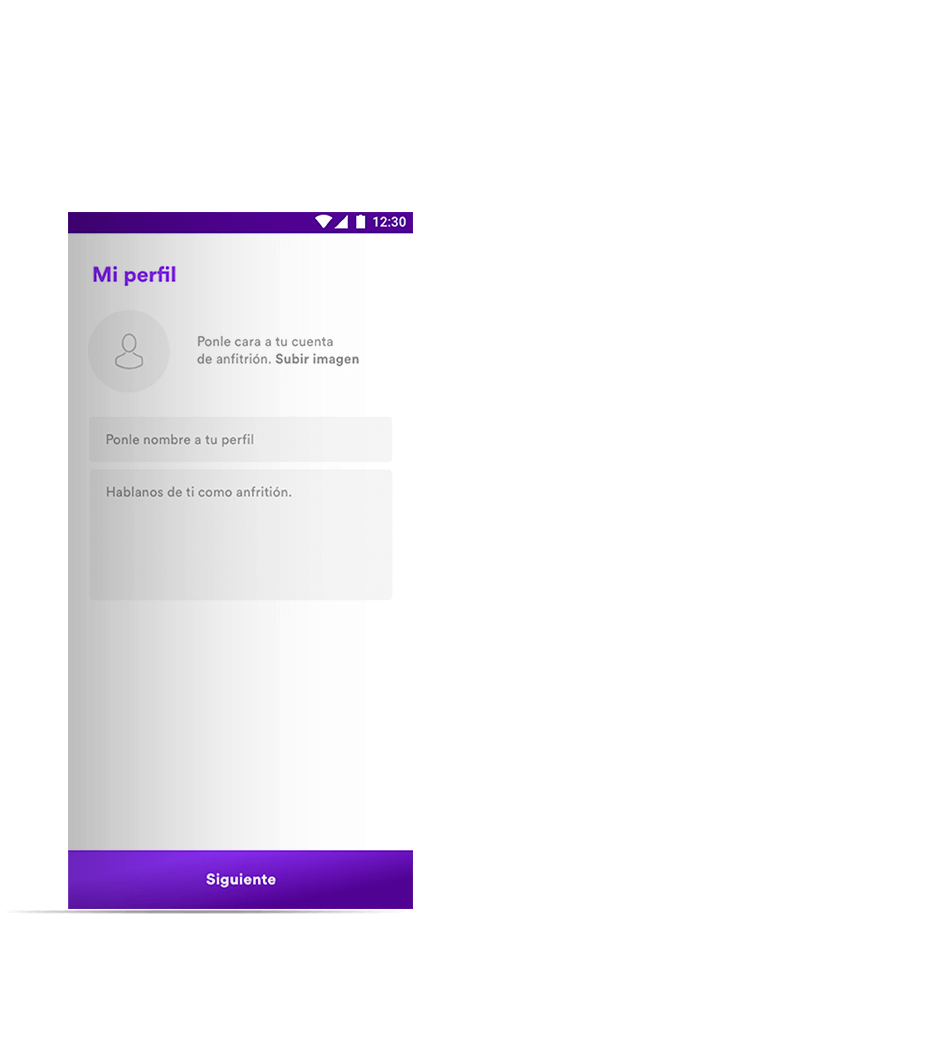 12:30
Mi perfil
Ponle cara a tu cuenta
de anfitrión. Subir imagen
Ponle nombre a tu perfil
Hablanos de ti como anfritión.
Siguiente